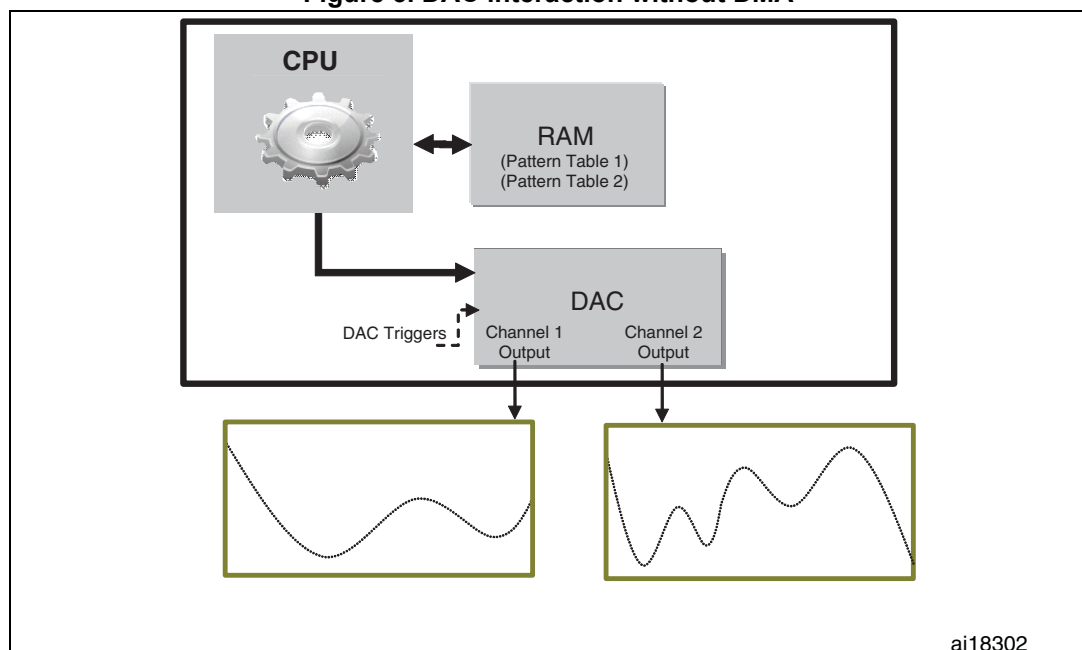 CPU
RAM
(Pattern Table 1)
(Pattern Table 2)
DAC
DAC Triggers
Channel 1
Output
Channel 2
Output
ai18302